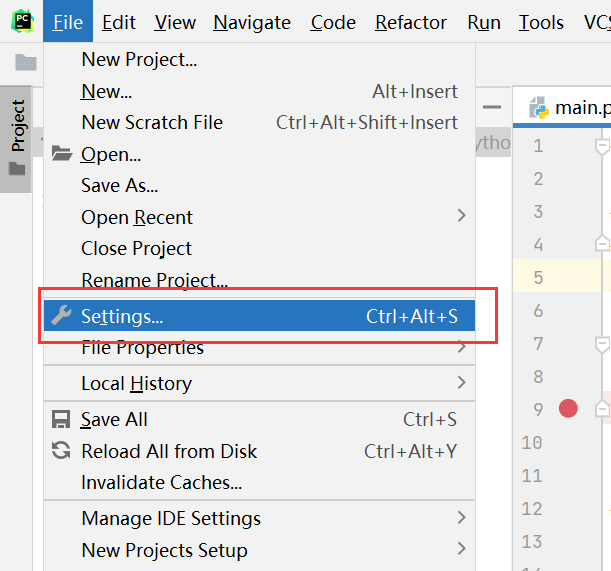 PC
File Edit View Navigate Code Refactor Run Tools VCS
New Project...
New... Alt+Insert
New Scratch File Ctrl+Alt+Shift+Insert
Open...
Save As...
Open Recent
Close Project
Rename Project...
Settings... Ctrl+Alt+S
File Properties
Local History
Save All Ctrl+S
Reload All from Disk Ctrl+Alt+Y
Invalidate Caches...
Manage IDE Settings
New Projects Setup
Project
ytho
main.p
1
2
3
4
5
6
7
8
9
10
11
12
13